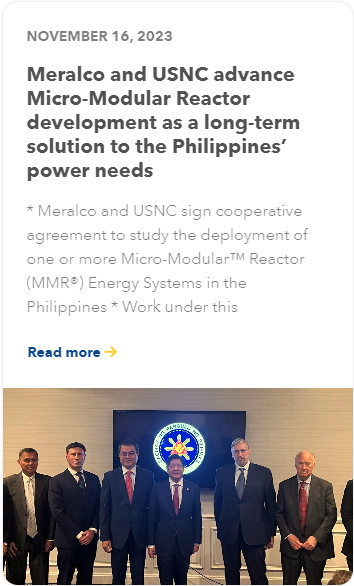 NOVEMBER 16, 2023
Meralco and USNC advance
Micro-Modular Reactor
development as a long-term
solution to the Philippines’
power needs
* Meralco and USNC sign cooperative
agreement to study the deployment of
one or more Micro-Modular™ Reactor
(MMR®) Energy Systems in the
Philippines * Work under this
Read more →